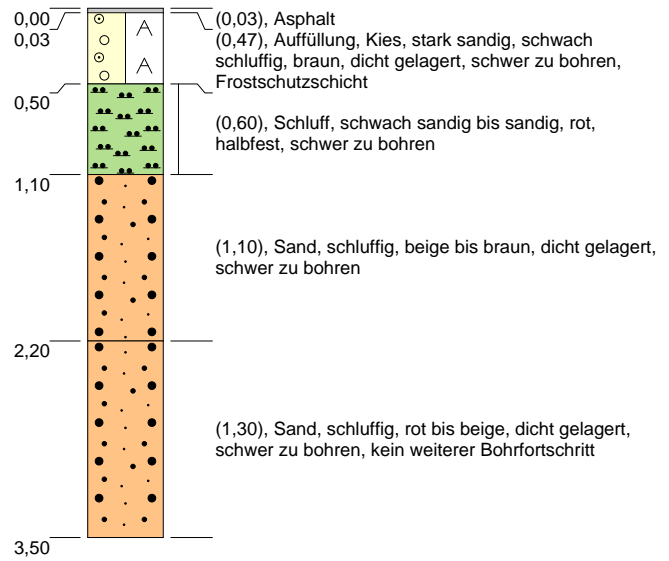 0,00
0,03
(0,03), Asphalt
(0,47), Auffüllung, Kies, stark sandig, schwach
schluffig, braun, dicht gelagert, schwer zu bohren,
Frostschutzschicht
0,50
(0,60), Schluff, schwach sandig bis sandig, rot,
halbfest, schwer zu bohren
1,10
(1,10), Sand, schluffig, beige bis braun, dicht gelagert,
schwer zu bohren
2,20
(1,30), Sand, schluffig, rot bis beige, dicht gelagert,
schwer zu bohren, kein weiterer Bohrfortschritt
3,50